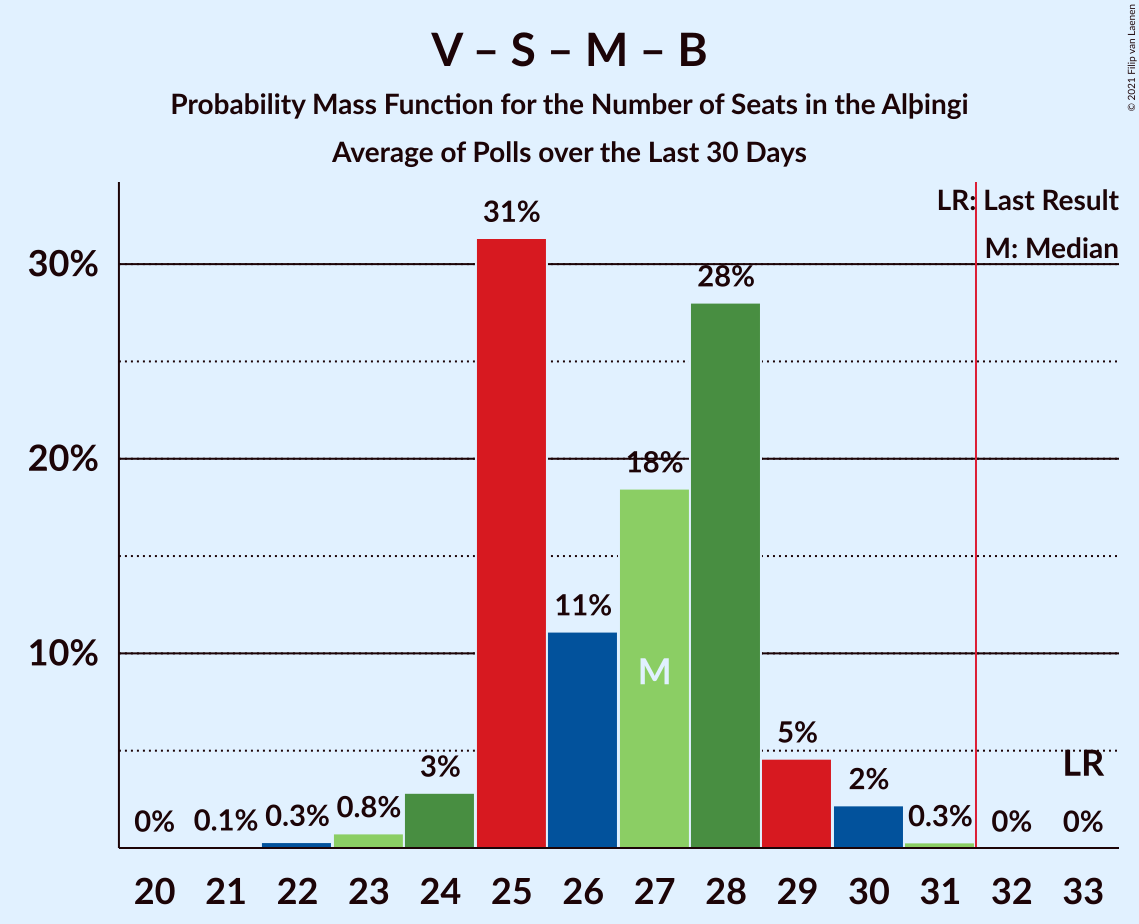 V – S – M – B
Probability Mass Function for the Number of Seats in the Alþingi
Average of Polls over the Last 30 Days
© 2021 Filip van Laenen
LR: Last Result
M: Median
30%
20%
10%
0%
0.1%
0.3%
0.8%
3%
31%
11%
18%
28%
5%
2%
0.3%
0%
0%
M
LR
20 21 22 23 24 25 26 27 28 29 30 31 32 33